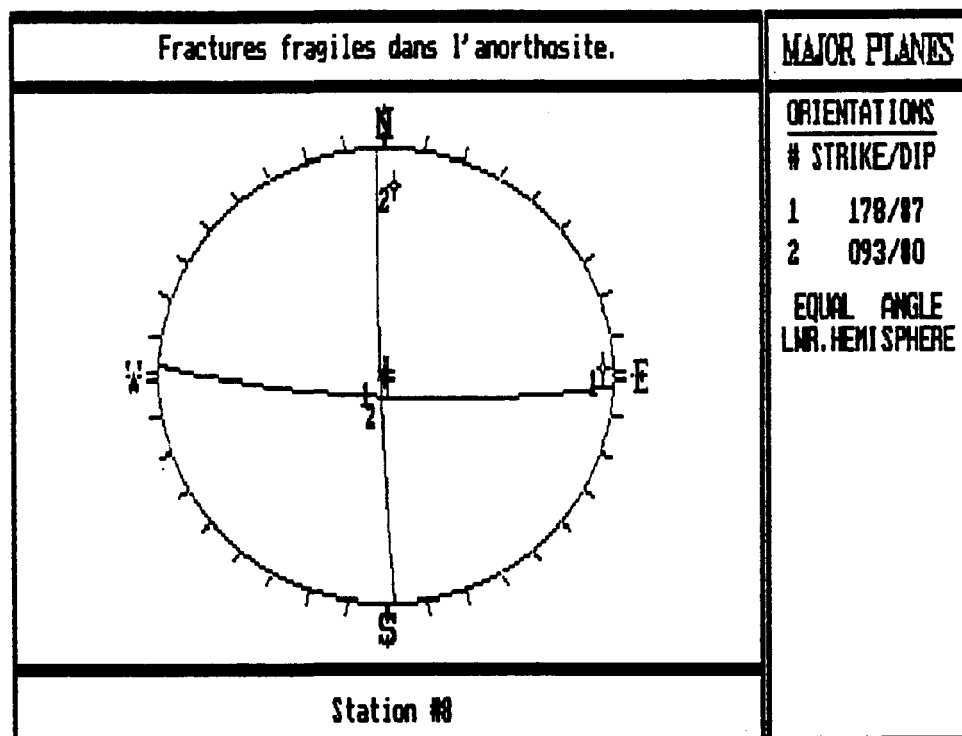 Fractures fragiles dans l'anorthosite.
MAJOR PLANES
ORIENTATIONS
# STRIKE/DIP
1 178/87
2 093/80
EQUAL ANGLE
LWR.HEMISPHERE
N
2
W
1
E
1
2
S
Station #8